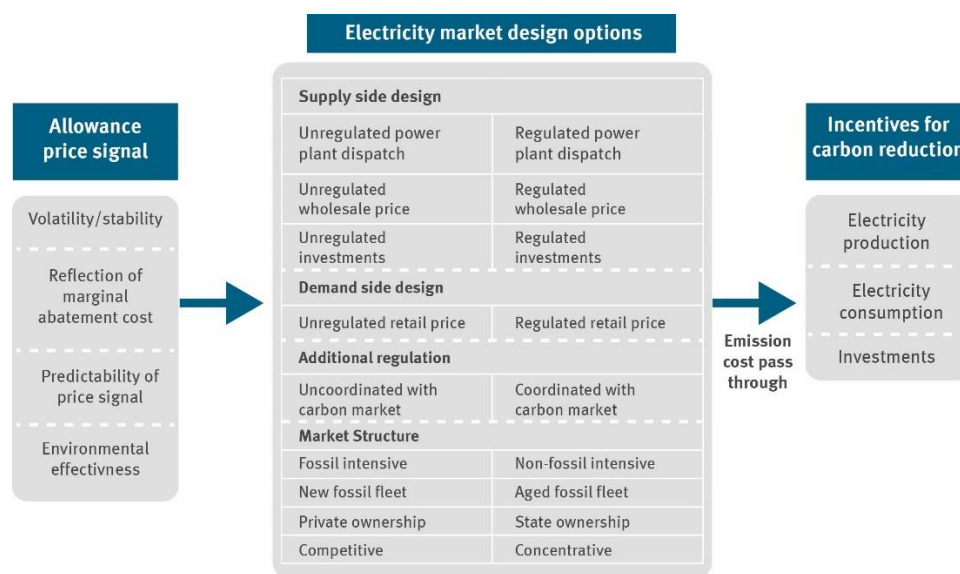 Electricity market design options
Allowance
price signal
Volatility/stability
Reflection of
marginal
abatement cost
Predictability of
price signal
Environmental
effectivness
Supply side design
Unregulated power
plant dispatch
Regulated power
plant dispatch
Unregulated
wholesale price
Regulated
wholesale price
Unregulated
investments
Regulated
investments
Demand side design
Unregulated retail price
Regulated retail price
Additional regulation
Uncoordinated with
carbon market
Coordinated with
carbon market
Market Structure
Fossil intensive
Non-fossil intensive
New fossil fleet
Aged fossil fleet
Private ownership
State ownership
Competitive
Concentrative
Emission
cost pass
through
Incentives for
carbon reduction
Electricity
production
Electricity
consumption
Investments